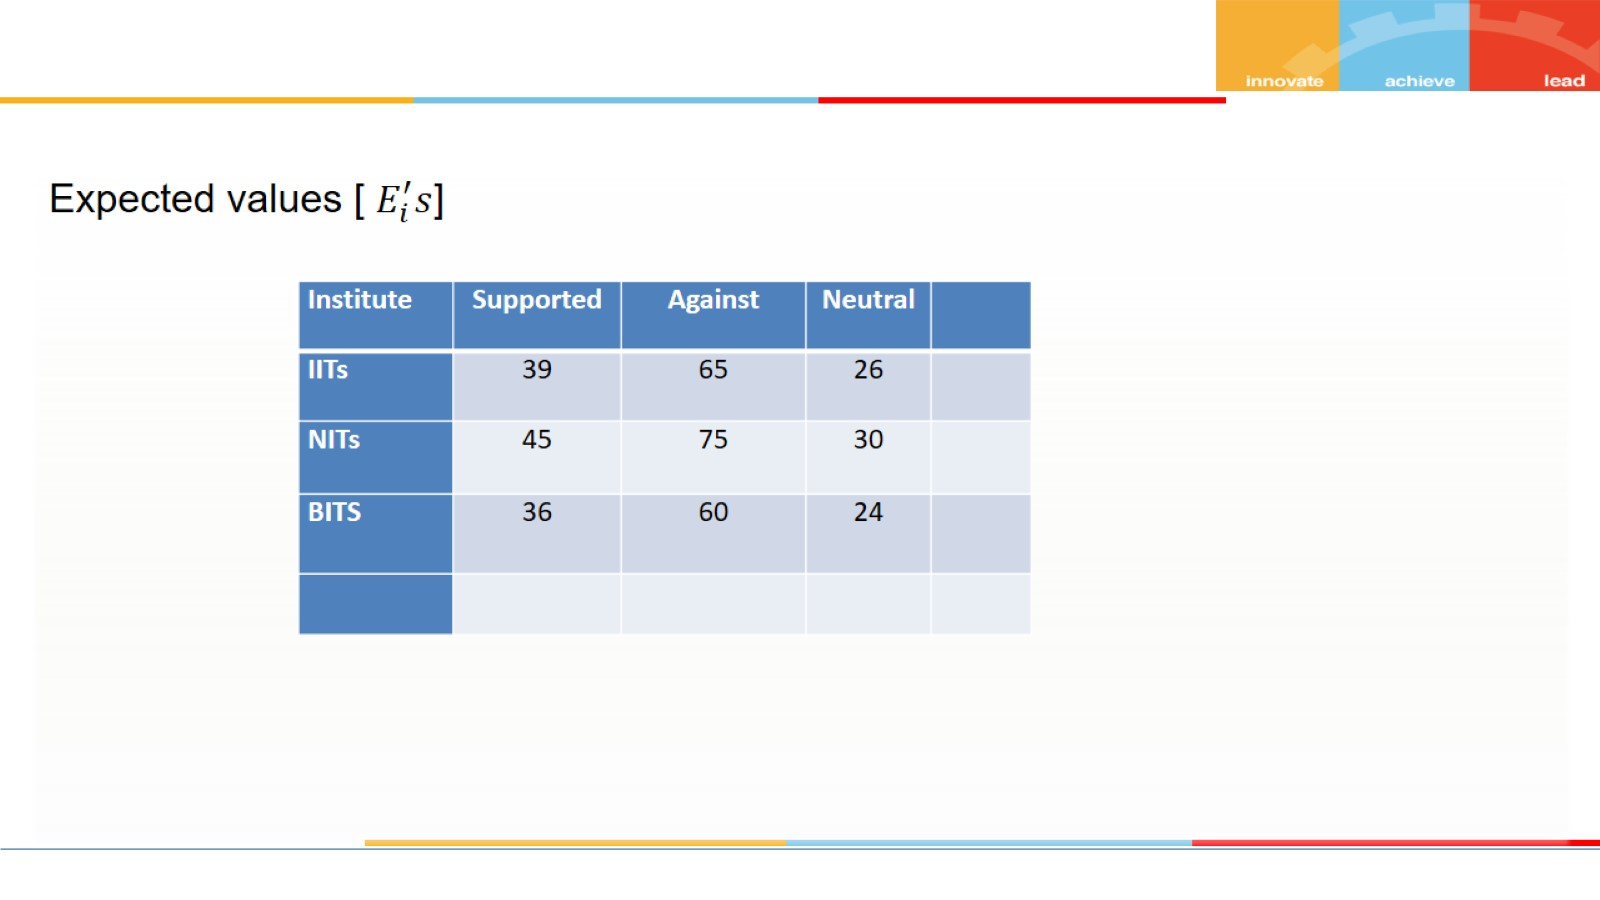 innovate achieve lead
Expected values [ E′ᵢs]
Institute Supported Against Neutral
IITs 39 65 26
NITs 45 75 30
BITS 36 60 24